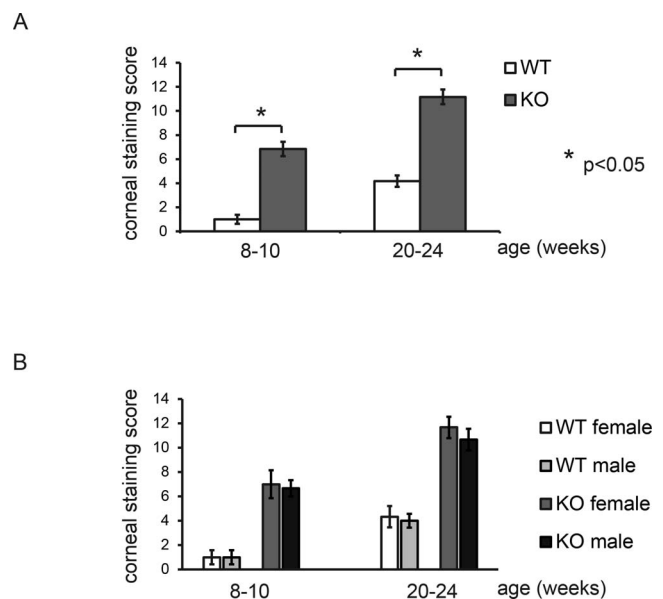 A
corneal staining score
14
12
10
8
6
4
2
0
*
*
8-10
20-24
age (weeks)
WT
KO
* p<0.05
B
corneal staining score
14
12
10
8
6
4
2
0
8-10
20-24
age (weeks)
WT female
WT male
KO female
KO male